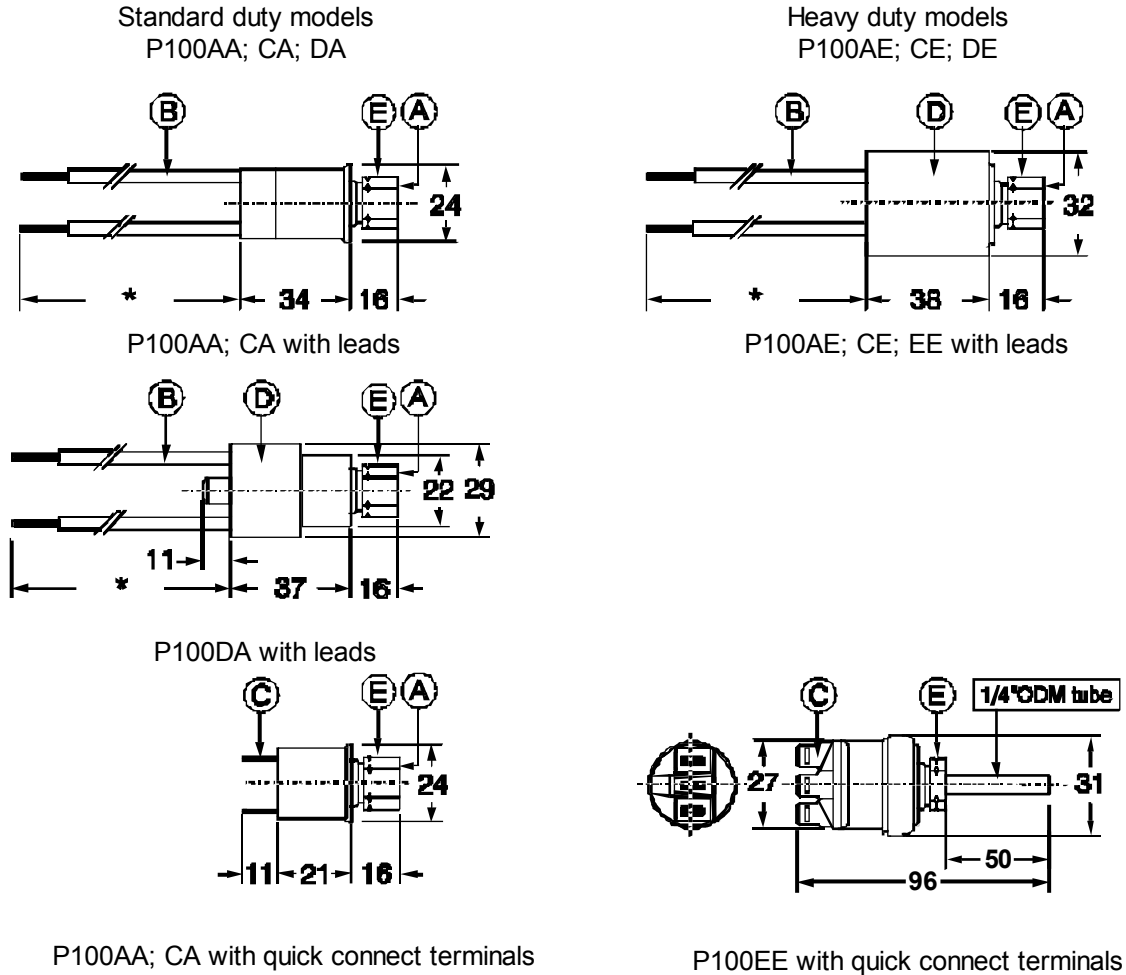 Standard duty models
P100AA; CA; DA
Heavy duty models
P100AE; CE; DE
B E A
24
* 34 16
P100AA; CA with leads
B D E A
32
* 38 16
P100AE; CE; EE with leads
B D E A
22 29
11
* 37 16
P100DA with leads
C E A
24
11 21 16
P100AA; CA with quick connect terminals
C E 1/4"ODM tube
27 31
50
96
P100EE with quick connect terminals